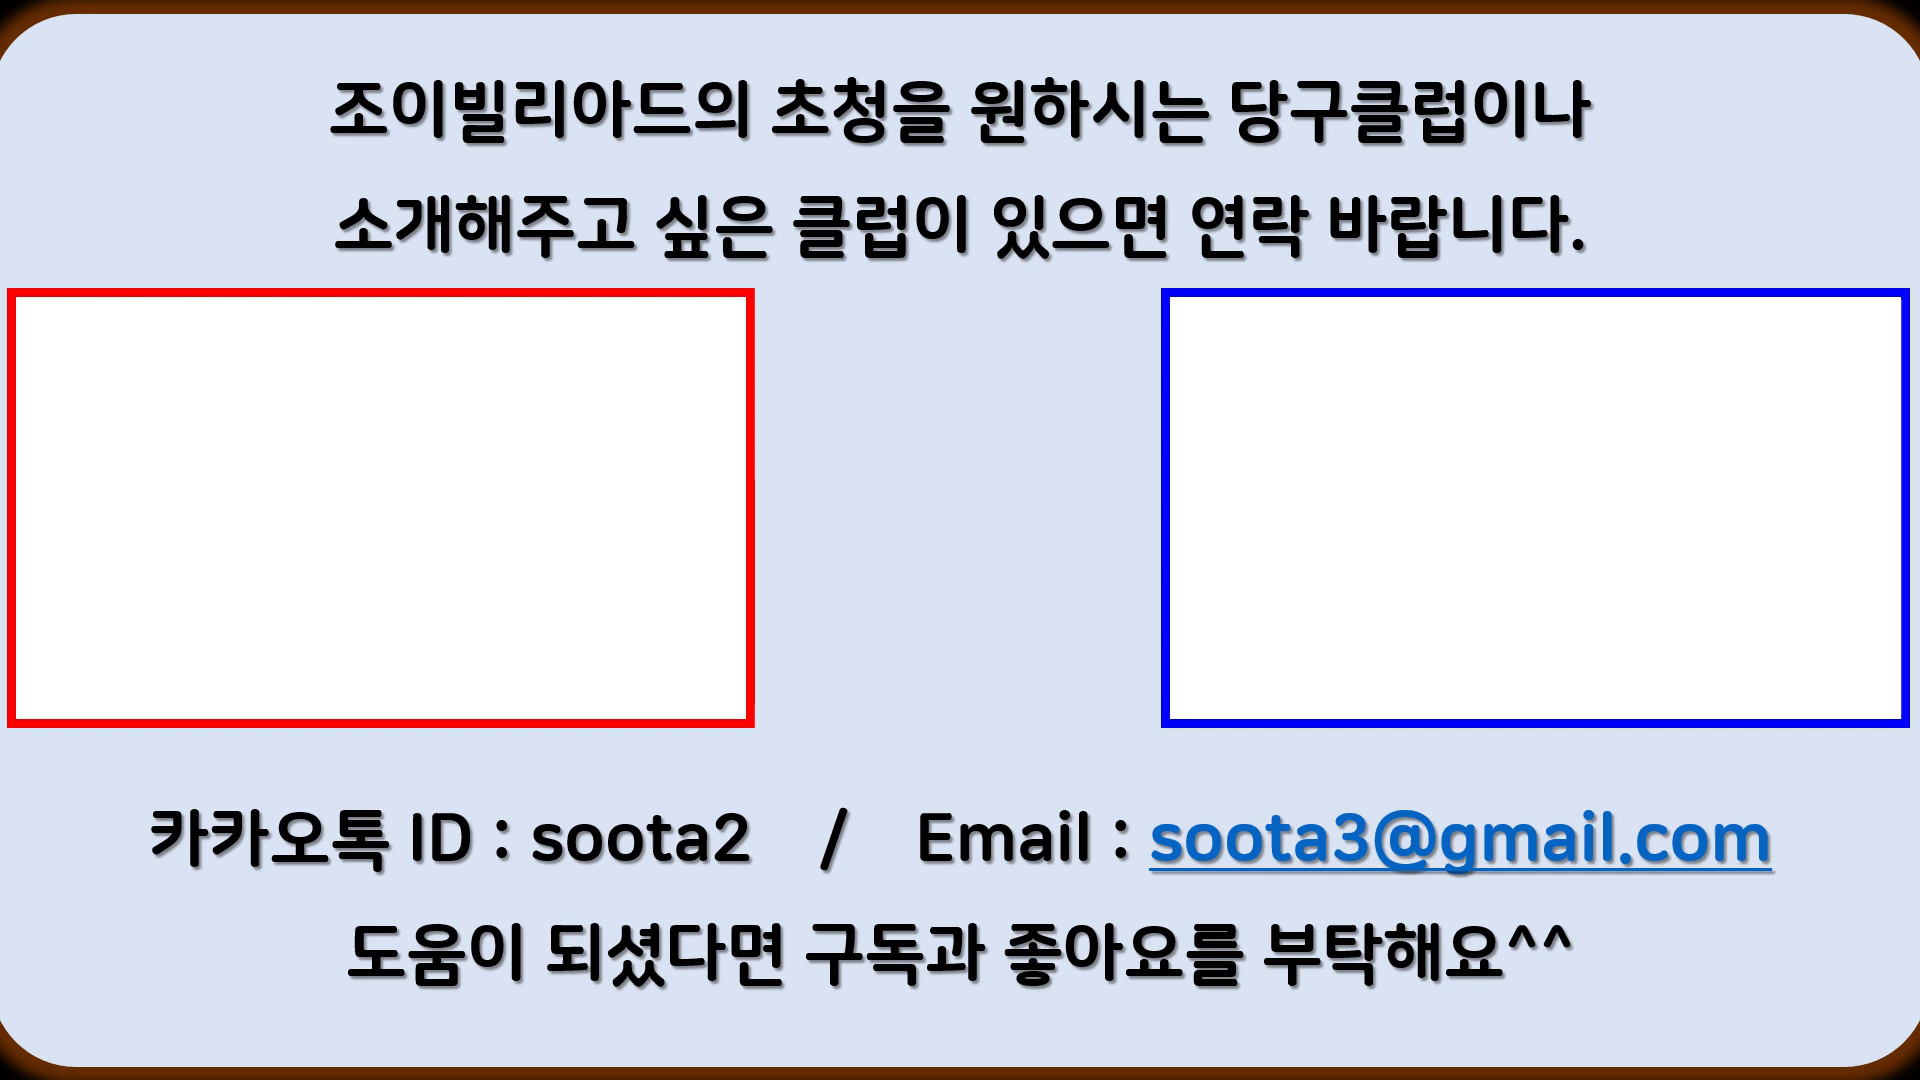 조이빌리아드의 초청을 원하시는 당구클럽이나
소개해주고 싶은 클럽이 있으면 연락 바랍니다.
카카오톡 ID : soota2 / Email : soota3@gmail.com
도움이 되셨다면 구독과 좋아요를 부탁해요^^